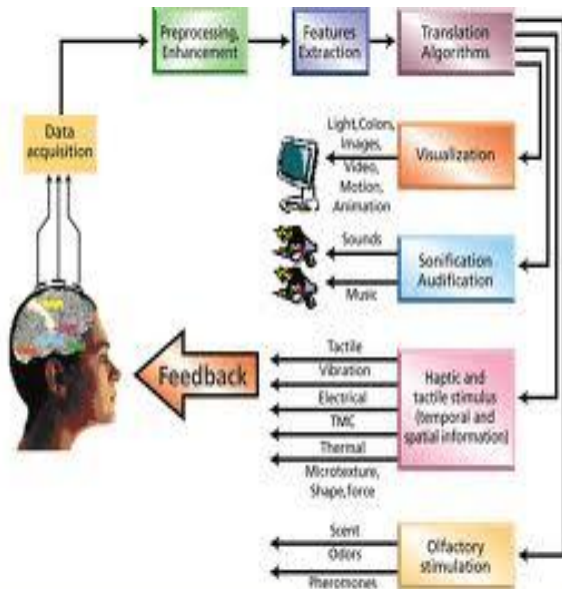 Preprocessing,
Enhancement
Features
Extraction
Translation
Algorithms
Data
acquisition
Light,Colors,
Images,
Video,
Motion,
Animation
Visualization
Sounds
Music
Sonification
Audification
Feedback
Tactile
Vibration
Electrical
TMC
Thermal
Microtexture,
Shape,force
Haptic and
tactile stimulus
(temporal and
spatial information)
Scent
Odors
Pheromones
Olfactory
stimulation